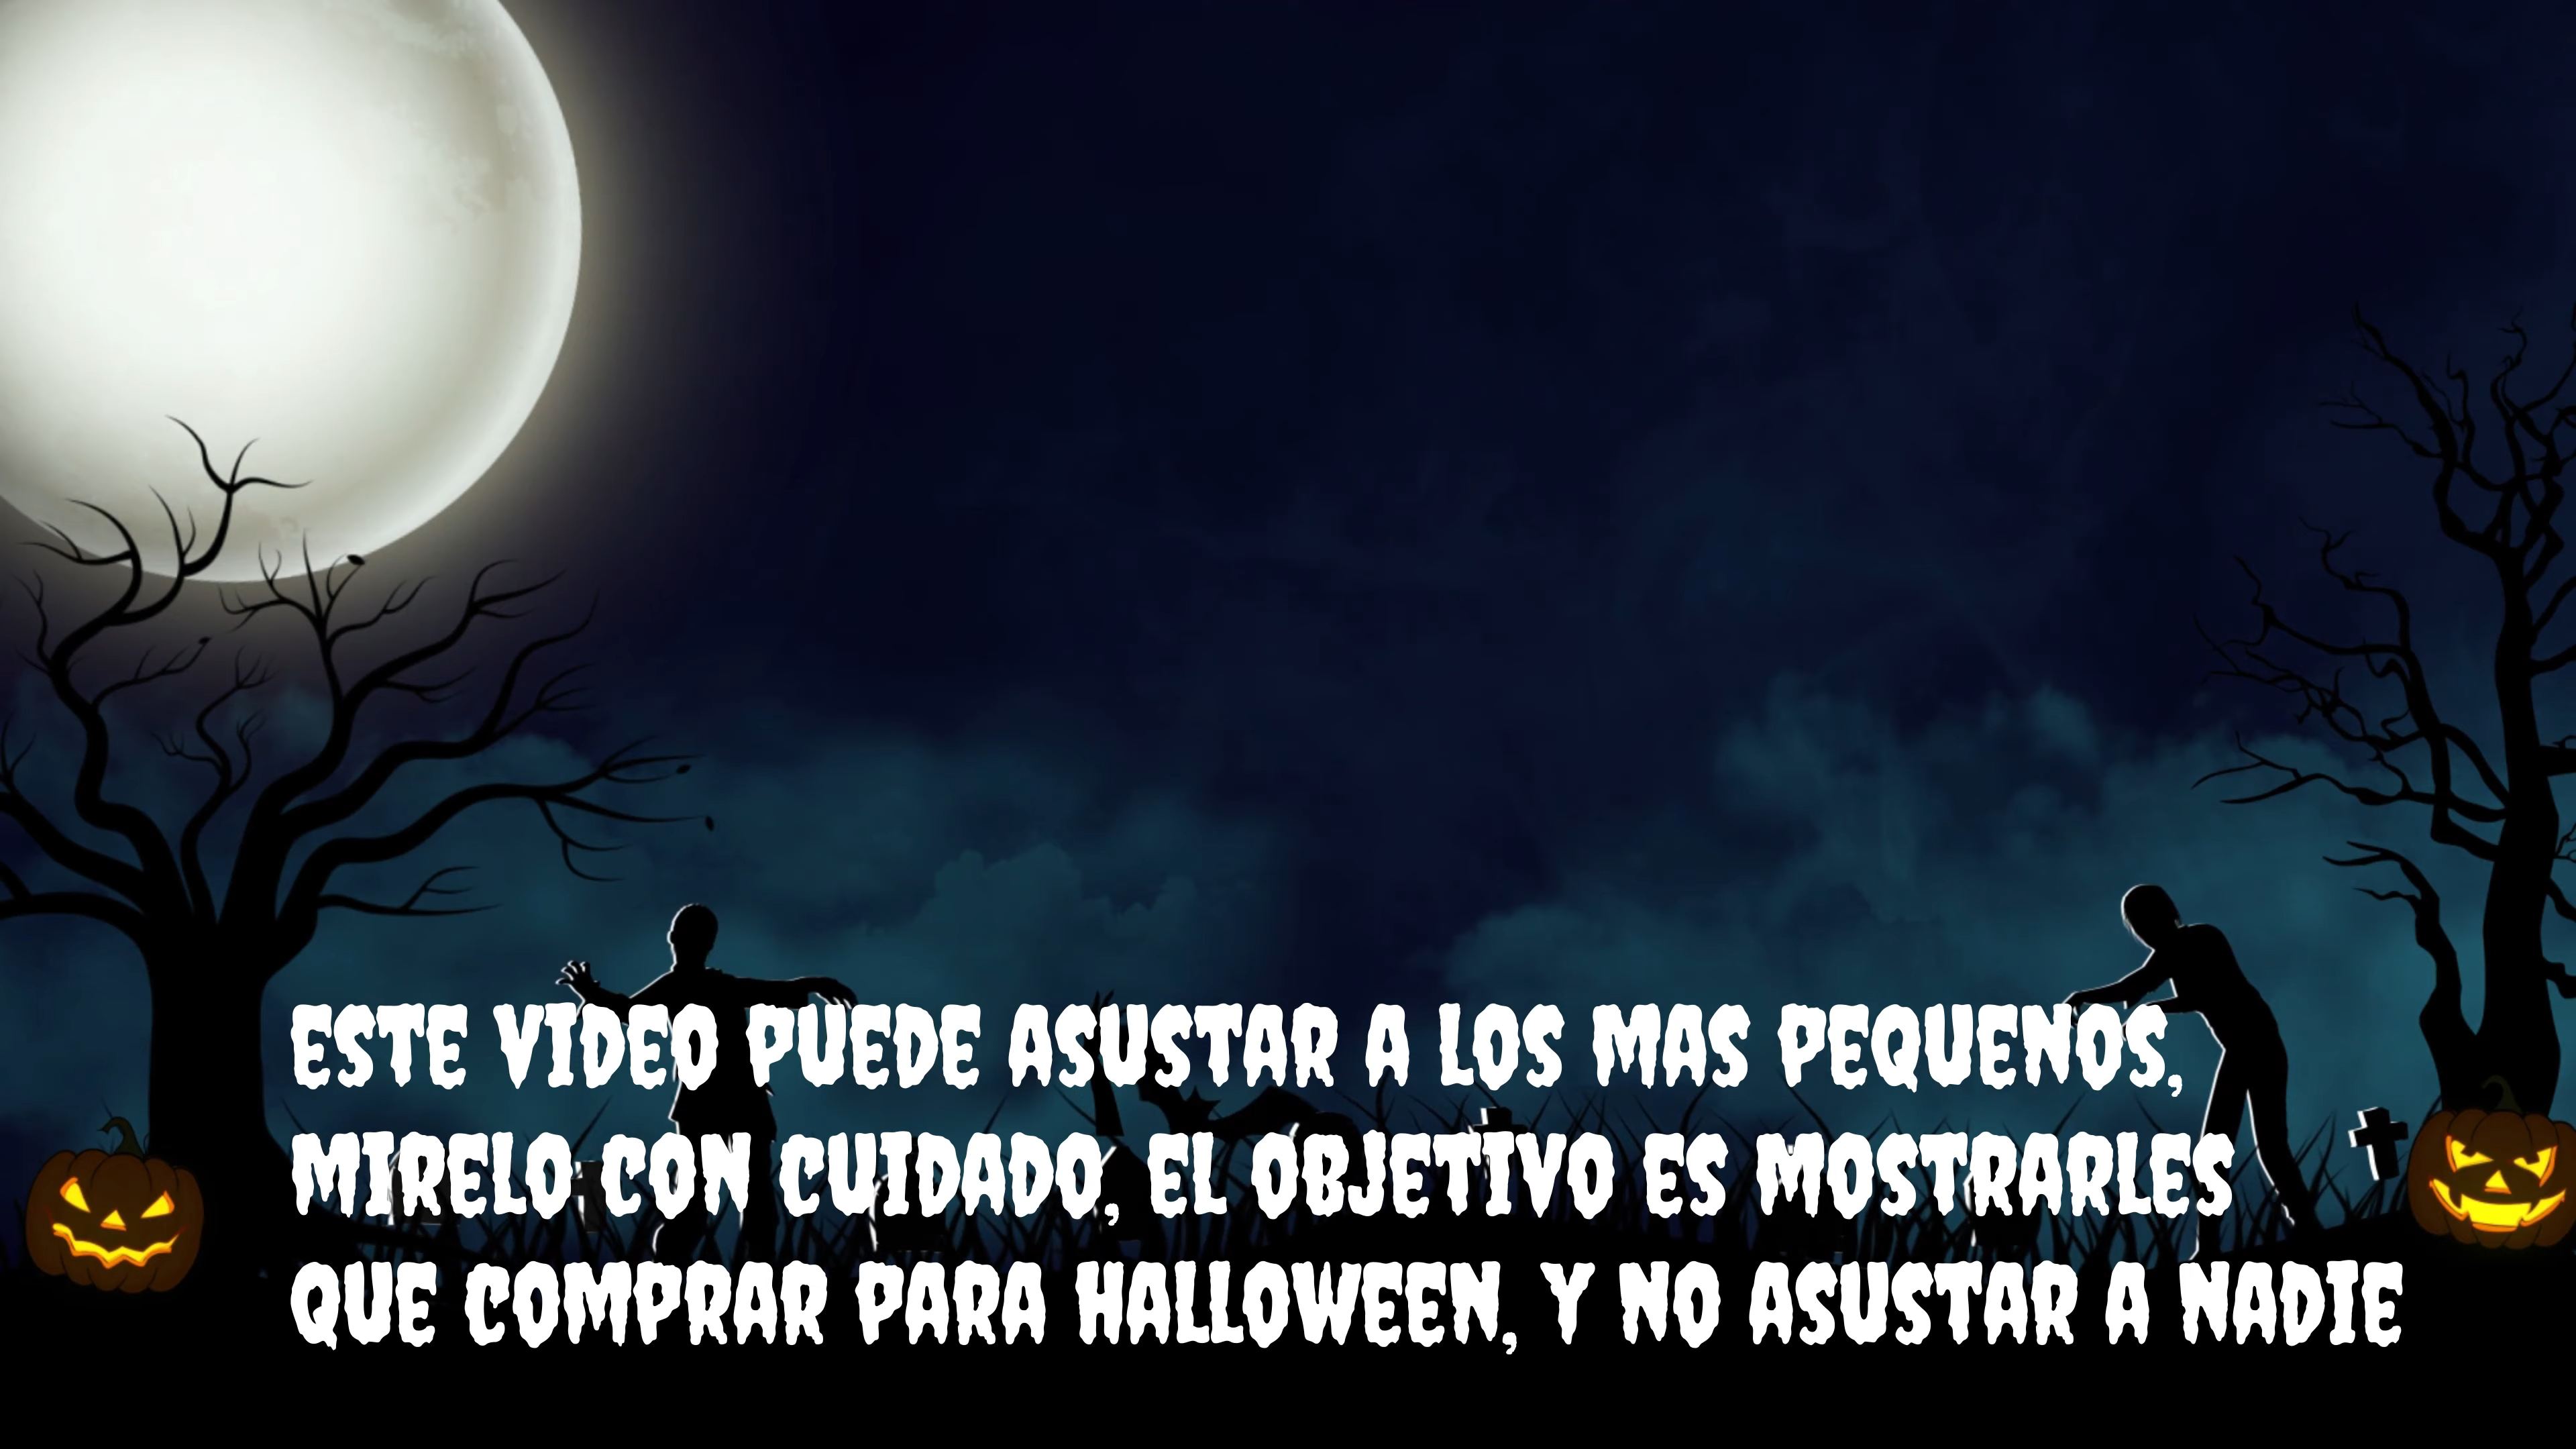 ESTE VIDEO PUEDE ASUSTAR A LOS MAS PEQUENOS,
MIRELO CON CUIDADO, EL OBJETIVO ES MOSTRARLES
QUE COMPRAR PARA HALLOWEEN, Y NO ASUSTAR A NADIE